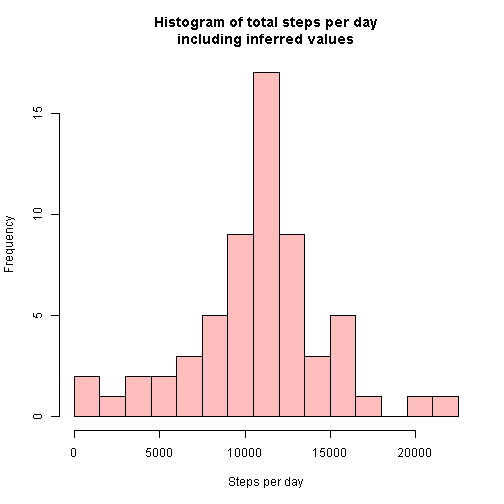 Histogram of total steps per day
including inferred values
Frequency
15
10
5
0
0 5000 10000 15000 20000
Steps per day